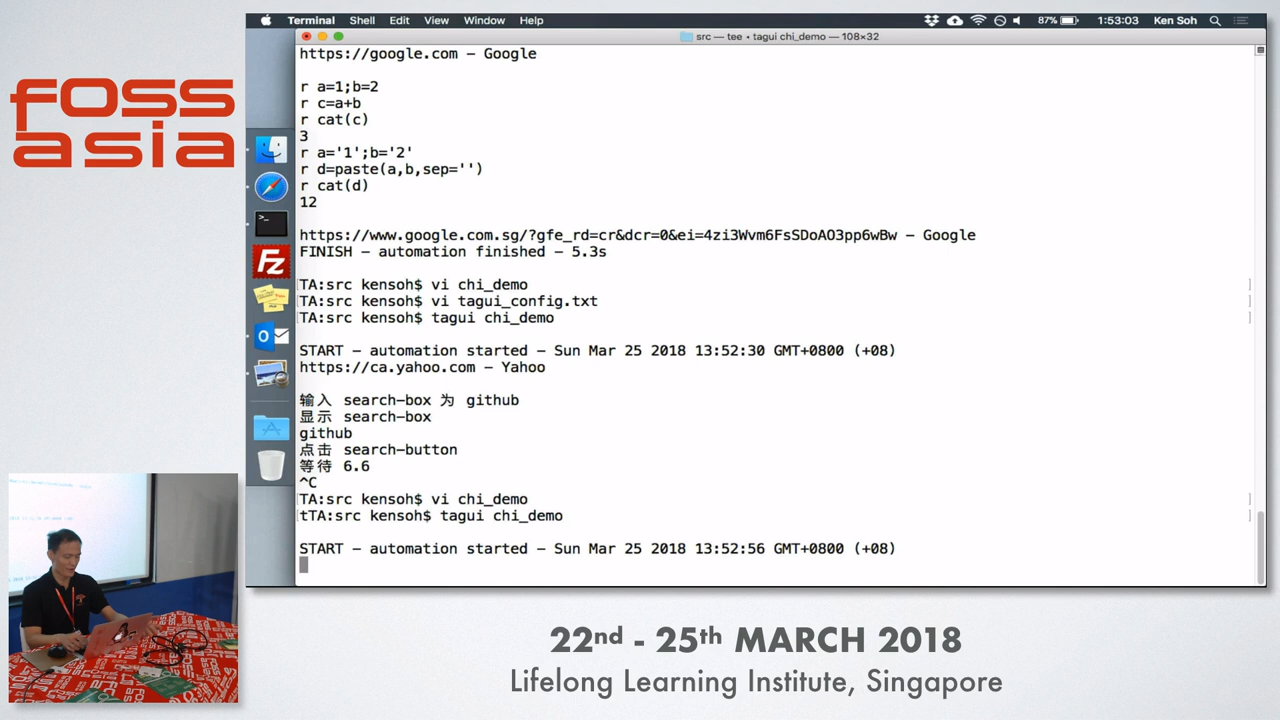 foss
asia
Terminal Shell Edit View Window Help 87% 1:53:03 Ken Soh
src — tee • tagui chi_demo — 108×32
https://google.com - Google
r a=1;b=2
r c=a+b
r cat(c)
3
r a='1';b='2'
r d=paste(a,b,sep='')
r cat(d)
12
https://www.google.com.sg/?gfe_rd=cr&dcr=0&ei=4zi3Wvm6FsSDoAO3pp6wBw - Google
FINISH - automation finished - 5.3s
[TA:src kensoh$ vi chi_demo ]
[TA:src kensoh$ vi tagui_config.txt ]
[TA:src kensoh$ tagui chi_demo ]
START - automation started - Sun Mar 25 2018 13:52:30 GMT+0800 (+08)
https://ca.yahoo.com - Yahoo
输入 search-box 为 github
显示 search-box
github
点击 search-button
等待 6.6
^C
[TA:src kensoh$ vi chi_demo ]
[tTA:src kensoh$ tagui chi_demo ]
START - automation started - Sun Mar 25 2018 13:52:56 GMT+0800 (+08)
22nd - 25th MARCH 2018
Lifelong Learning Institute, Singapore